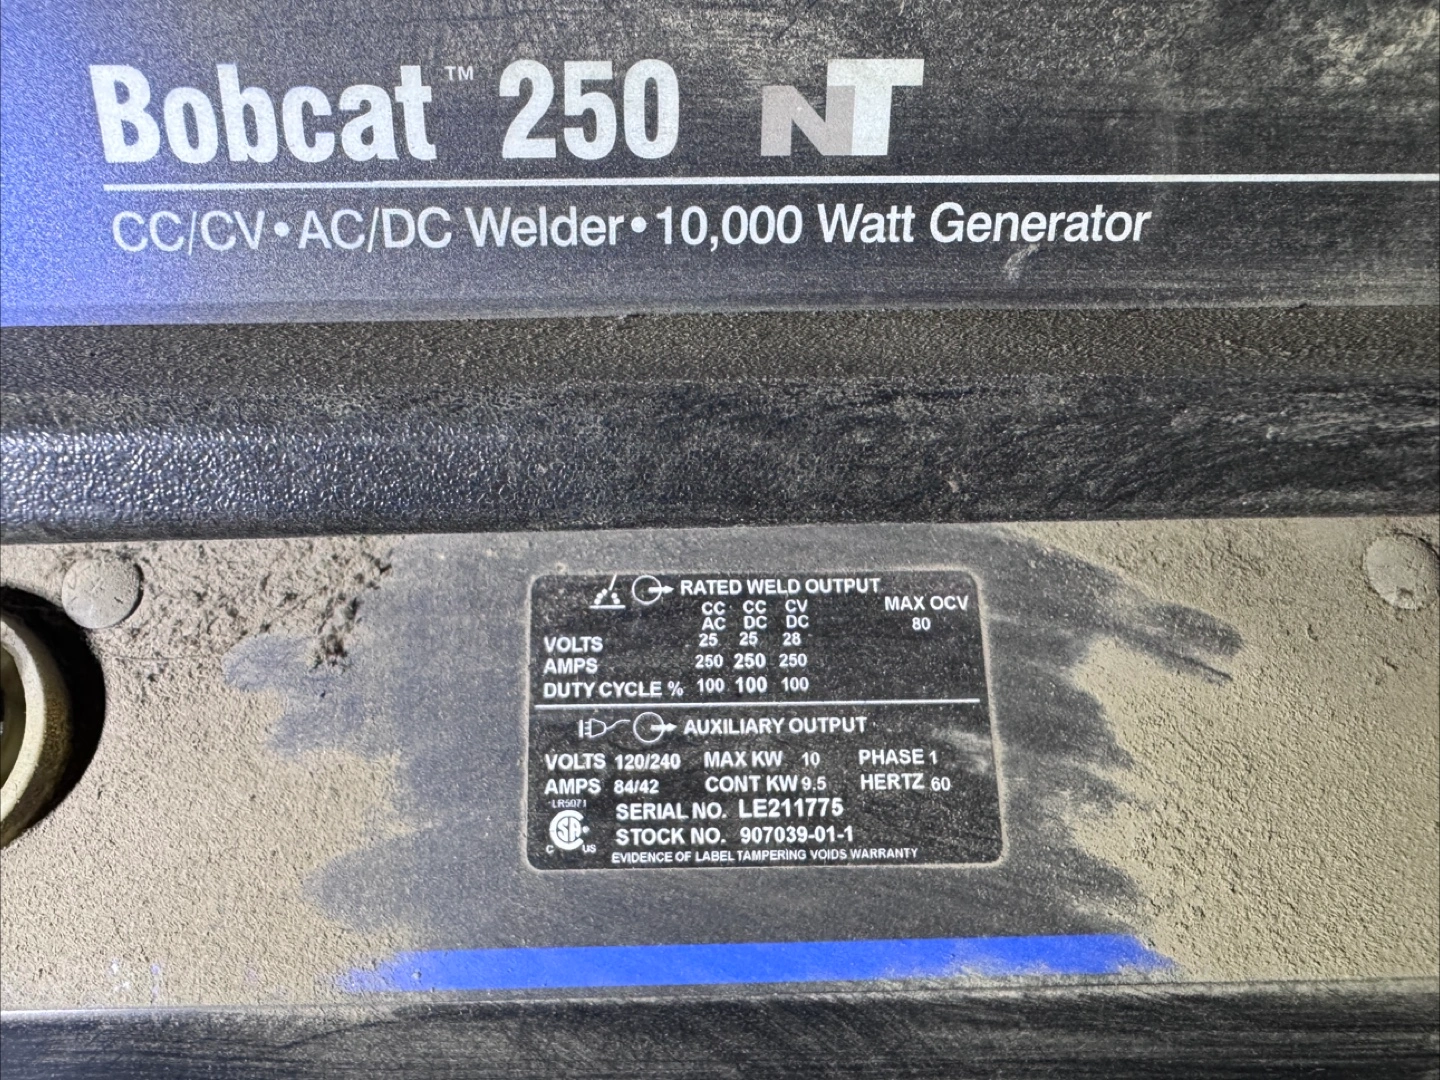 Bobcat™ 250 NT
CC/CV•AC/DC Welder•10,000 Watt Generator
RATED WELD OUTPUT
CC CC CV MAX OCV
AC DC DC 80
VOLTS 25 25 28
AMPS 250 250 250
DUTY CYCLE % 100 100 100
AUXILIARY OUTPUT
VOLTS 120/240 MAX KW 10 PHASE 1
AMPS 84/42 CONT KW 9.5 HERTZ 60
LR5071
SERIAL NO. LE211775
C SA US
STOCK NO. 907039-01-1
EVIDENCE OF LABEL TAMPERING VOIDS WARRANTY